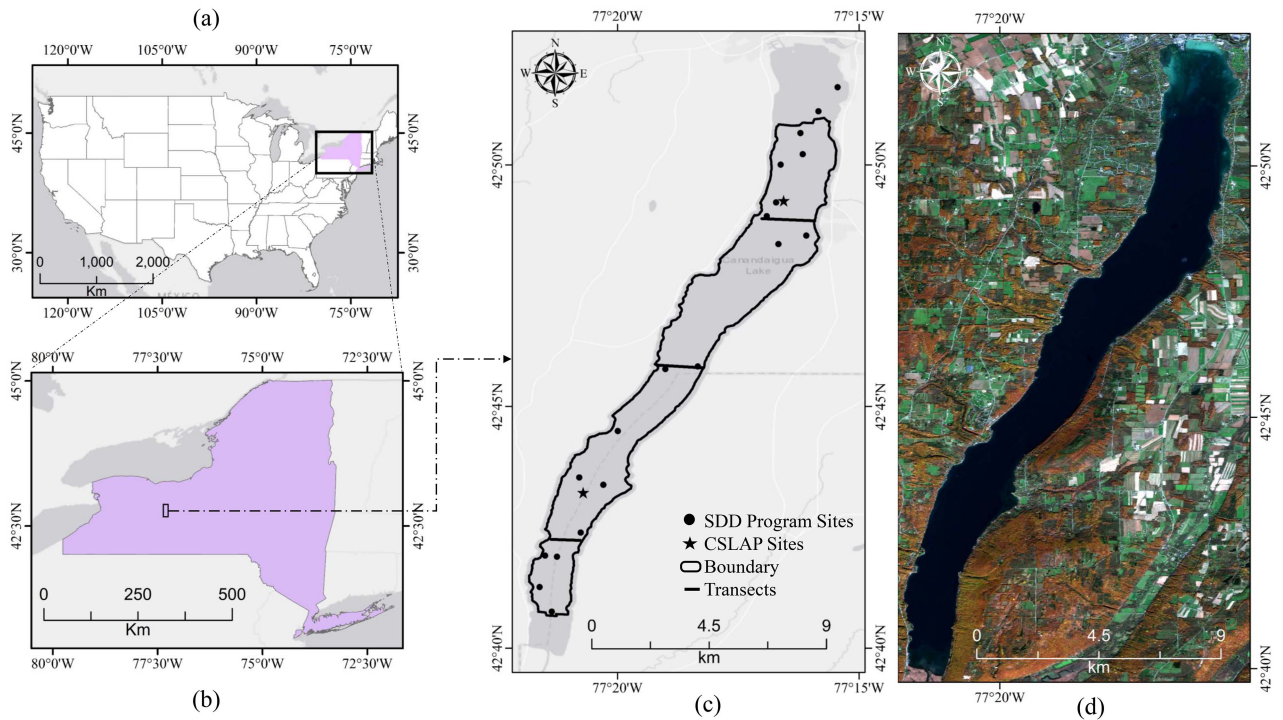 (a)
120°0'W 105°0'W 90°0'W 75°0'W
45°0'N
30°0'N
45°0'N
30°0'N
0 1,000 2,000
Km
MÉXICO
120°0'W 105°0'W 90°0'W 75°0'W
80°0'W 77°3'W 75°0'W 72°3'W
45°0'N
42°30'N
45°0'N
42°30'N
0 250 500
Km
80°0'W 77°3'W 75°0'W 72°3'W
(b)
77°20'W 77°15'W
N
W E
S
42°50'N
42°45'N
42°40'N
42°50'N
42°45'N
42°40'N
Canandaigua
Lake
SDD Program Sites
CSLAP Sites
Boundary
Transects
0 4.5 9
km
77°20'W 77°15'W
(c)
77°20'W
N
W E
S
42°50'N
42°45'N
42°40'N
0 4.5 9
km
77°20'W
(d)